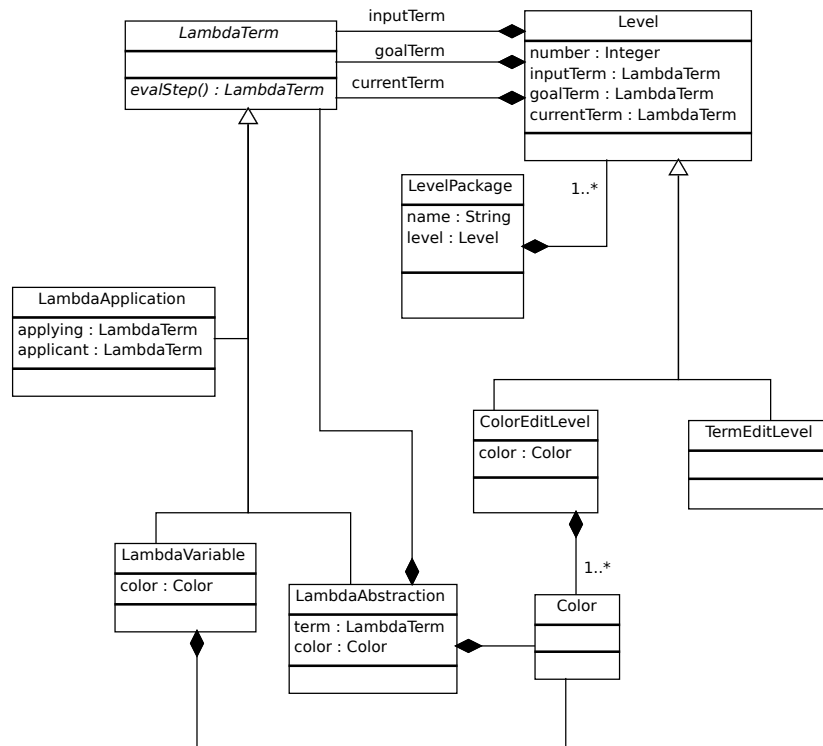 LambdaTerm
evalStep() : LambdaTerm
inputTerm
goalTerm
currentTerm
Level
number : Integer
inputTerm : LambdaTerm
goalTerm : LambdaTerm
currentTerm : LambdaTerm
LevelPackage
name : String
level : Level
1..*
LambdaApplication
applying : LambdaTerm
applicant : LambdaTerm
ColorEditLevel
color : Color
TermEditLevel
LambdaVariable
color : Color
LambdaAbstraction
term : LambdaTerm
color : Color
1..*
Color